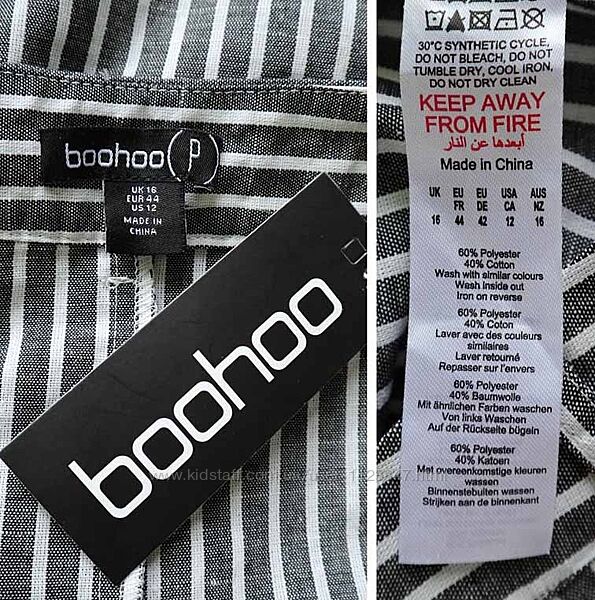 boohoo P
UK 16
EUR 44
US 12
MADE IN
CHINA
boohoo
30°C SYNTHETIC CYCLE,
DO NOT BLEACH, DO NOT
TUMBLE DRY, COOL IRON,
DO NOT DRY CLEAN
KEEP AWAY
FROM FIRE
أبعدها عن النار
Made in China
UK EU EU USA AUS
FR DE CA NZ
16 44 42 12 16
60% Polyester
40% Cotton
Wash with similar colours
Wash Inside out
Iron on reverse
60% Polyester
40% Coton
Laver avec des couleurs
similaires
Laver retourné
Repasser sur l'envers
60% Polyester
40% Baumwolle
Mit ähnlichen Farben waschen
Von links Waschen
Auf der Rückseite bügeln
60% Polyester
40% Katoen
Met overeenkomstige kleuren
wassen
Binnenstebuiten wassen
Strijken aan de binnenkant